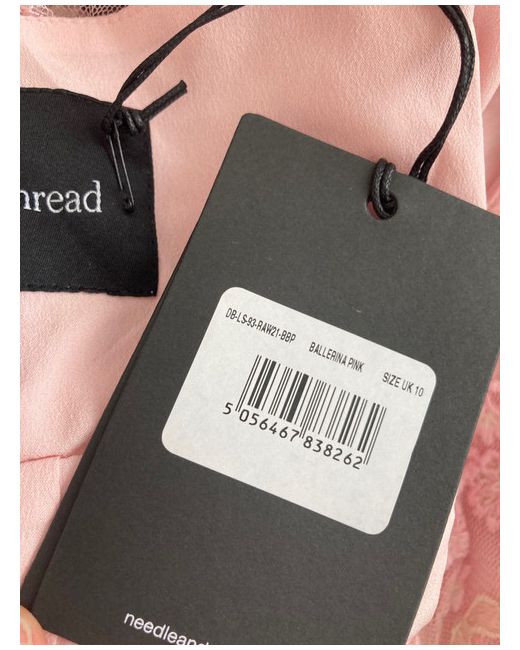 hread
DB-LS-93-RAW21-BBP BALLERINA PINK SIZE UK 10
5 056467 838262
needleand